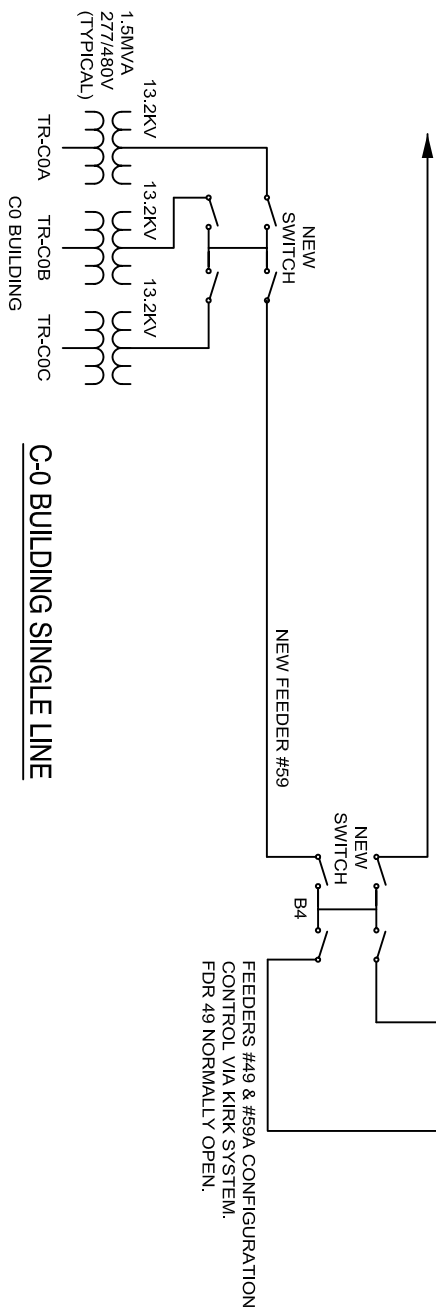 1.5MVA
277/480V
(TYPICAL)
13.2KV
13.2KV
13.2KV
TR-C0A
TR-C0B
TR-C0C
C0 BUILDING
NEW
SWITCH
NEW FEEDER #59
NEW
SWITCH
B4
FEEDERS #49 & #59A CONFIGURATION
CONTROL VIA KIRK SYSTEM.
FDR 49 NORMALLY OPEN.
C-0 BUILDING SINGLE LINE